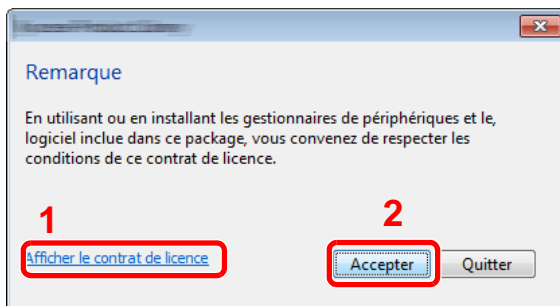 Remarque
En utilisant ou en installant les gestionnaires de périphériques et le,
logiciel inclue dans ce package, vous convenez de respecter les
conditions de ce contrat de licence.
1
2
Afficher le contrat de licence
Accepter
Quitter